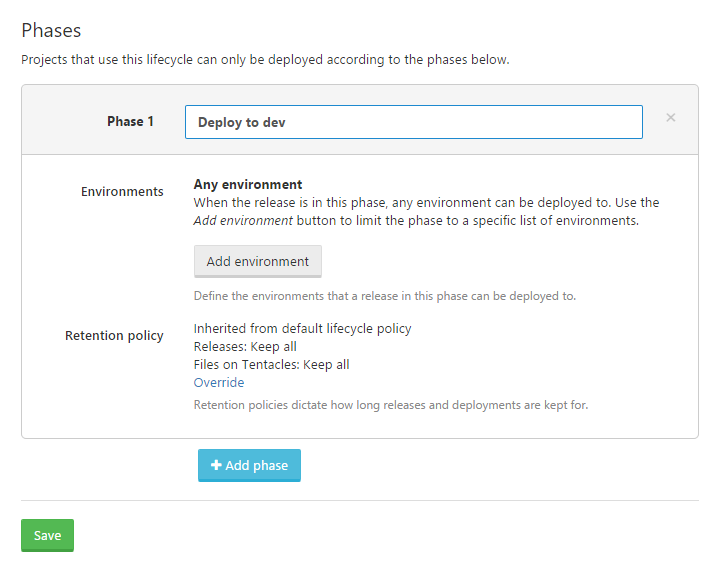 Phases
Projects that use this lifecycle can only be deployed according to the phases below.
Phase 1
Deploy to dev
×
Environments
Any environment
When the release is in this phase, any environment can be deployed to. Use the
Add environment button to limit the phase to a specific list of environments.
Add environment
Define the environments that a release in this phase can be deployed to.
Retention policy
Inherited from default lifecycle policy
Releases: Keep all
Files on Tentacles: Keep all
Override
Retention policies dictate how long releases and deployments are kept for.
+ Add phase
Save